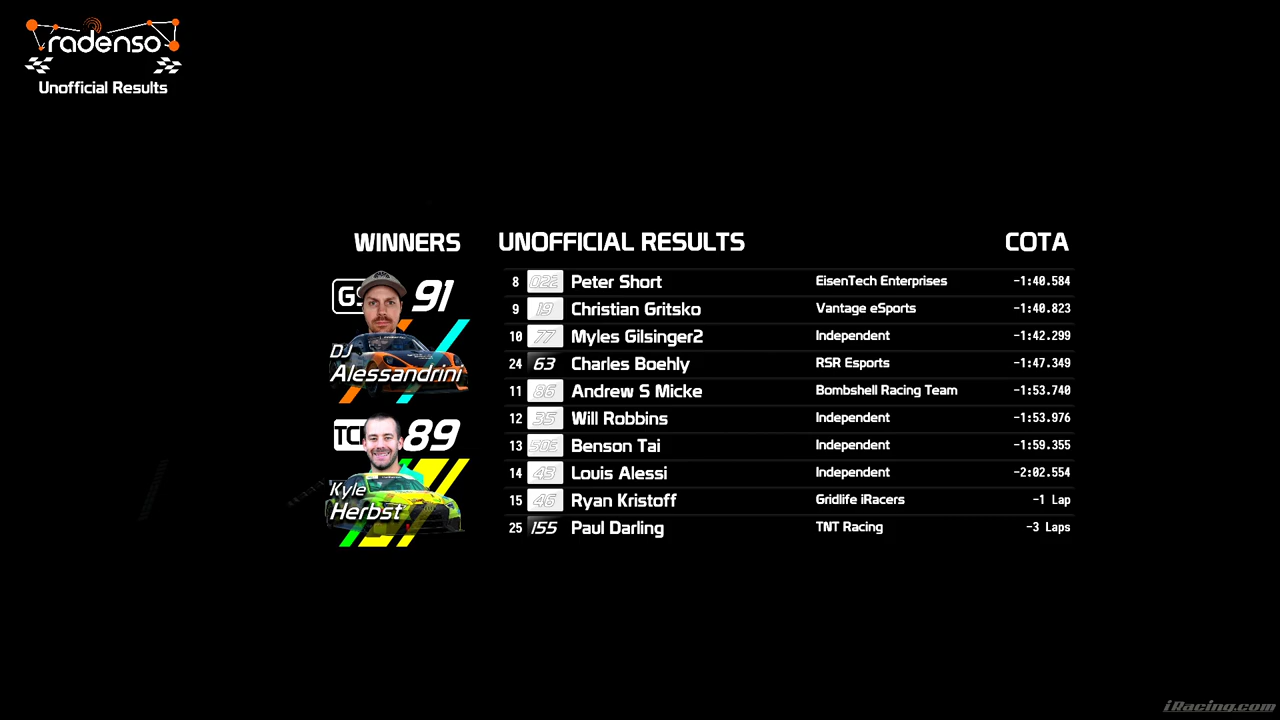 radenso
Unofficial Results
WINNERS
UNOFFICIAL RESULTS
COTA
91
DJ
Alessandrini
89
Kyle
Herbst
8 022 Peter Short EisenTech Enterprises -1:40.584
9 19 Christian Gritsko Vantage eSports -1:40.823
10 77 Myles Gilsinger2 Independent -1:42.299
24 63 Charles Boehly RSR Esports -1:47.349
11 86 Andrew S Micke Bombshell Racing Team -1:53.740
12 35 Will Robbins Independent -1:53.976
13 Benson Tai Independent -1:59.355
14 43 Louis Alessi Independent -2:02.554
15 46 Ryan Kristoff Gridlife iRacers -1 Lap
25 155 Paul Darling TNT Racing -3 Laps
iRacing.com